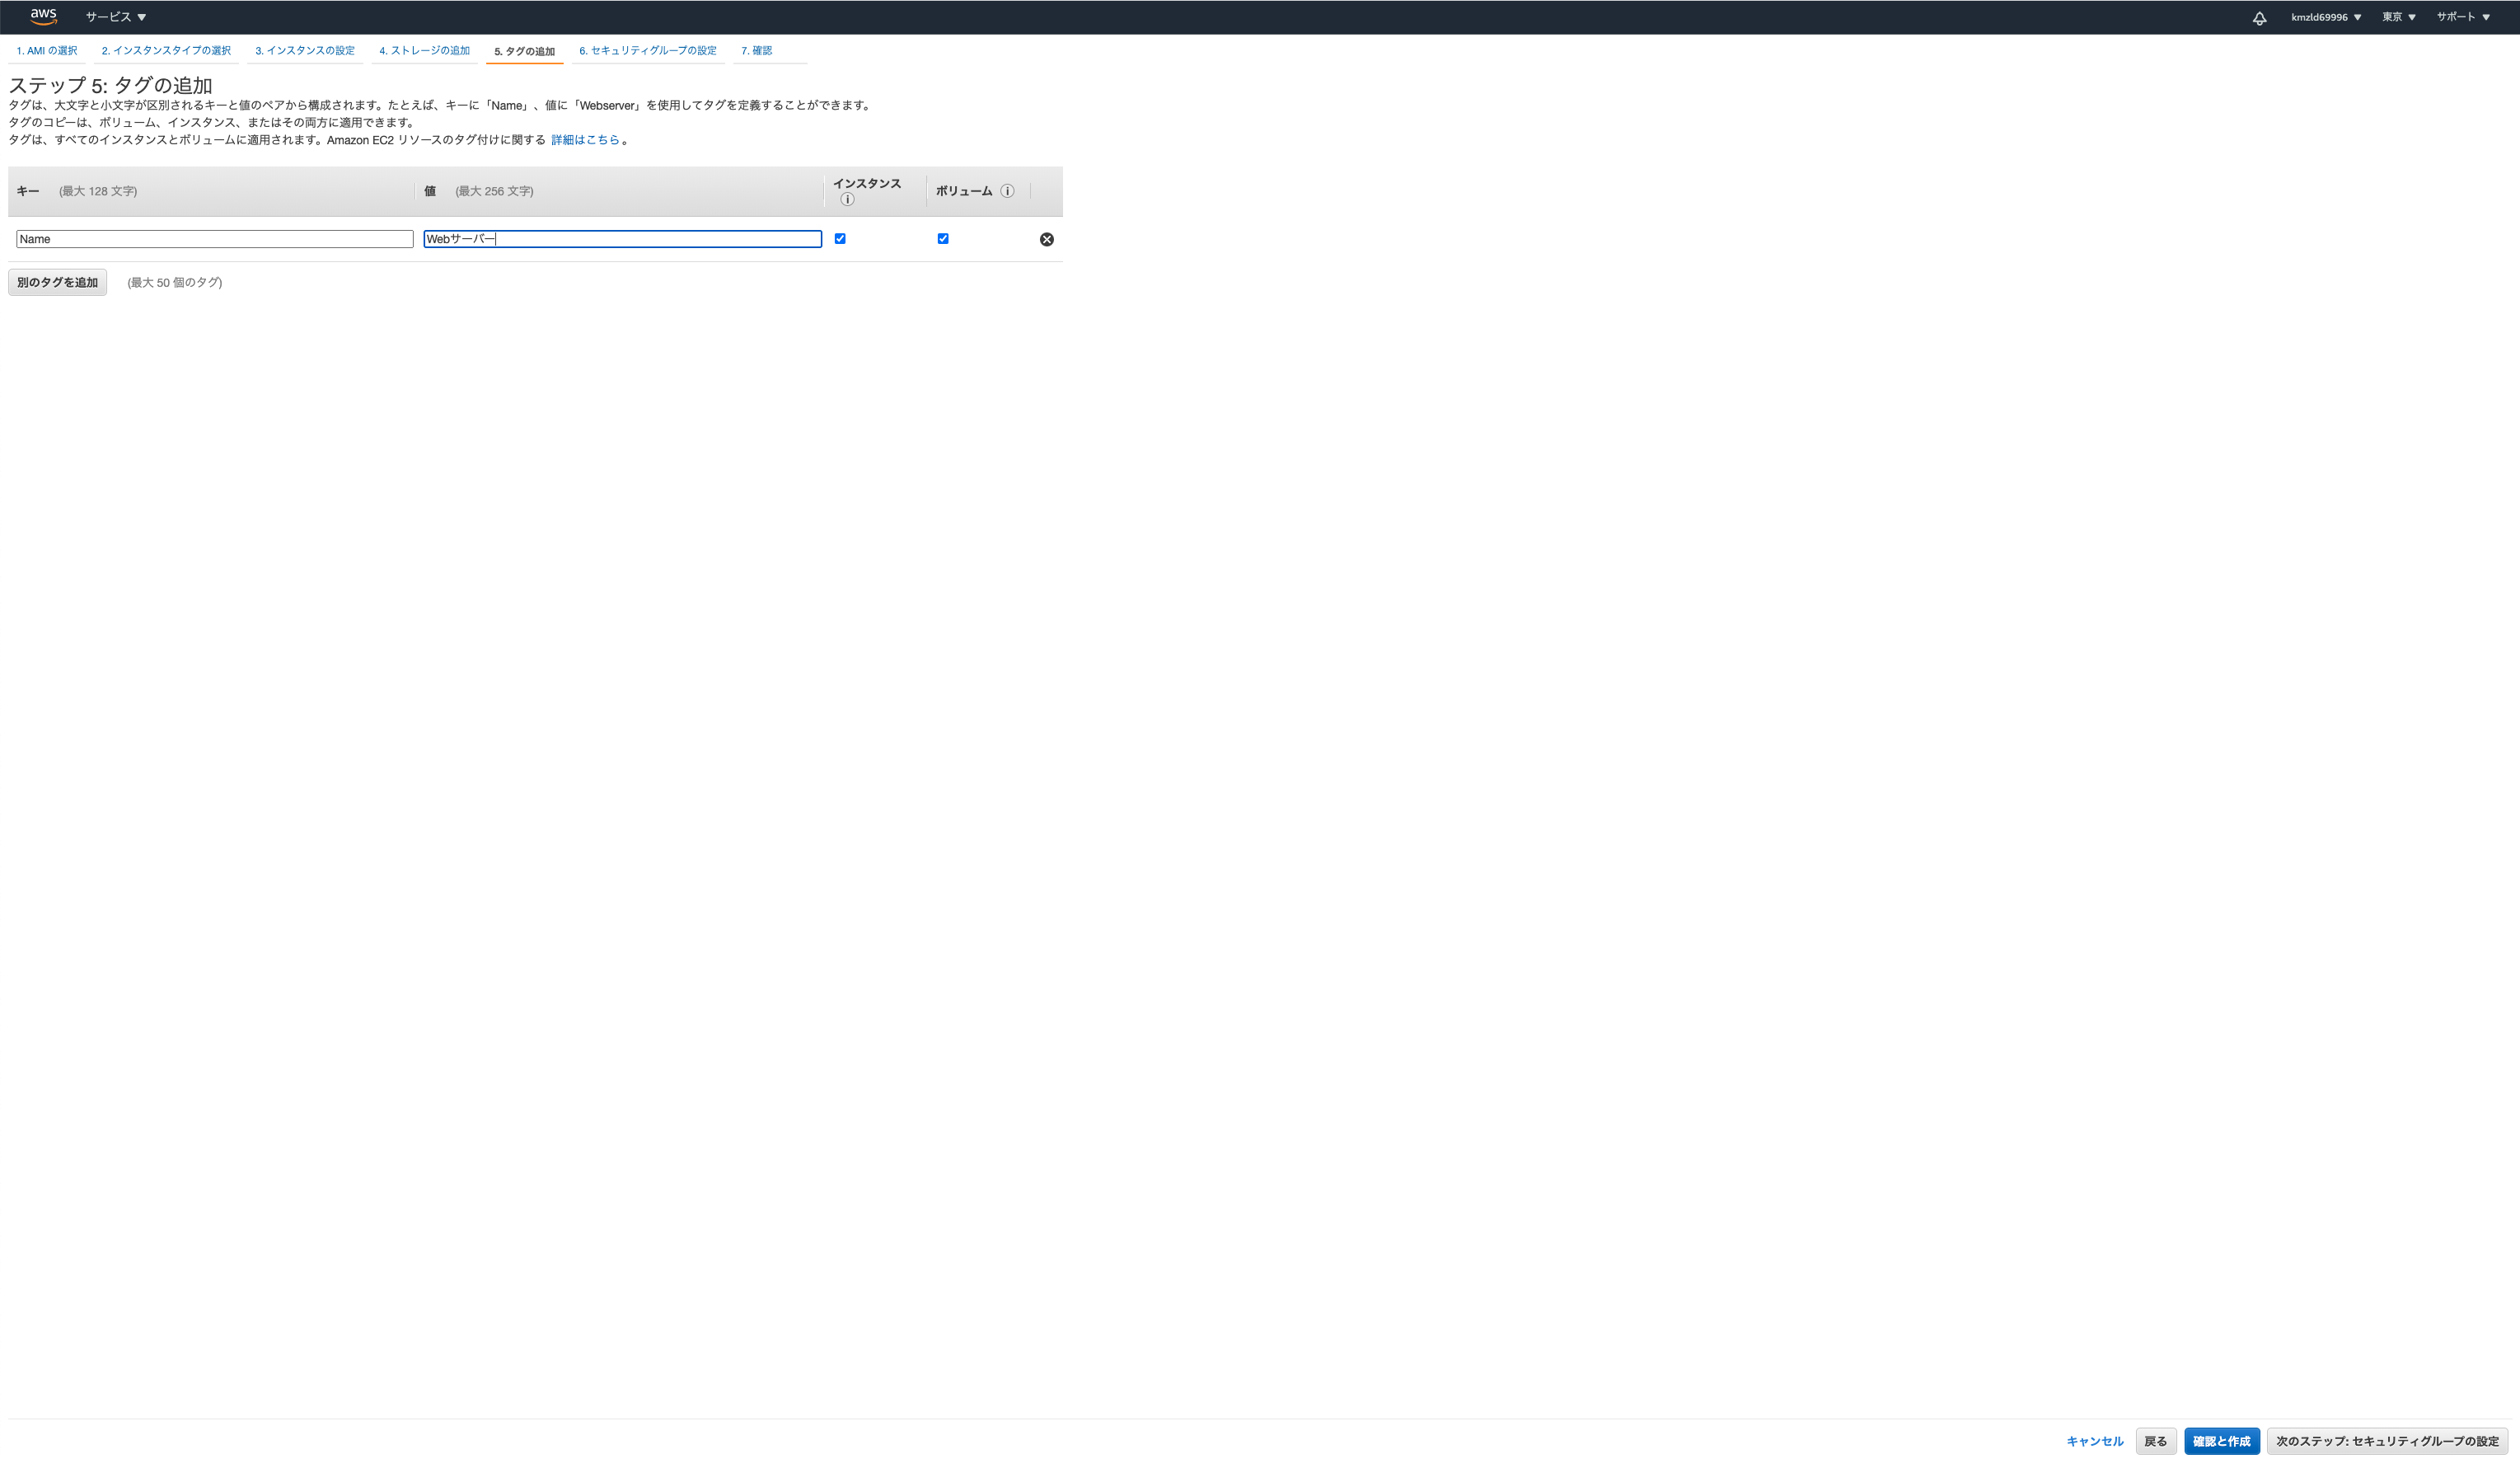 aws サービス kmzld69996 東京 サポート
1. AMI の選択 2. インスタンスタイプの選択 3. インスタンスの設定 4. ストレージの追加 5. タグの追加 6. セキュリティグループの設定 7. 確認
ステップ 5: タグの追加
タグは、大文字と小文字が区別されるキーと値のペアから構成されます。たとえば、キーに「Name」、値に「Webserver」を使用してタグを定義することができます。
タグのコピーは、ボリューム、インスタンス、またはその両方に適用できます。
タグは、すべてのインスタンスとボリュームに適用されます。Amazon EC2 リソースのタグ付けに関する 詳細はこちら 。
キー (最大 128 文字) 値 (最大 256 文字) インスタンス ボリューム
Name Webサーバー
別のタグを追加 (最大 50 個のタグ)
キャンセル 戻る 確認と作成 次のステップ: セキュリティグループの設定